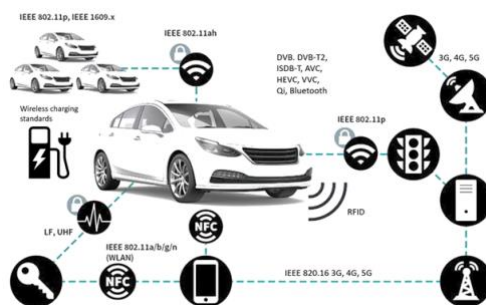 IEEE 802.11p, IEEE 1609.x
IEEE 802.11ah
3G, 4G, 5G
DVB. DVB-T2,
ISDB-T, AVC,
HEVC, VVC,
Qi, Bluetooth
Wireless charging
standards
IEEE 802.11p
RFID
LF, UHF
NFC
IEEE 802.11a/b/g/n
(WLAN)
NFC
IEEE 820.16 3G, 4G, 5G